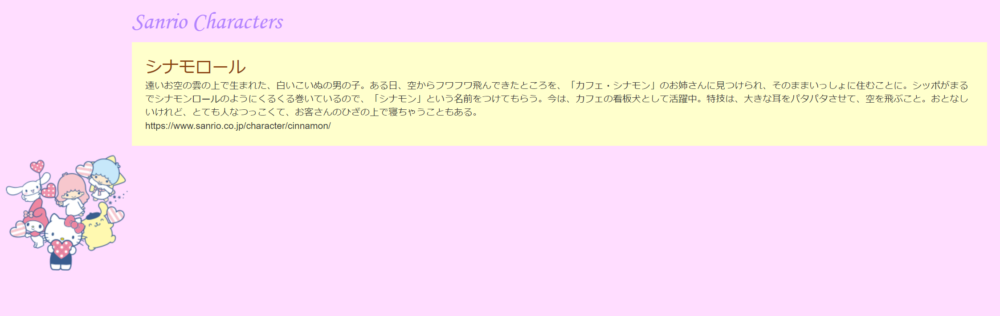 Sanrio Characters
シナモロール
遠いお空の雲の上で生まれた、白いこいぬの男の子。ある日、空からフワフワ飛んできたところを、「カフェ・シナモン」のお姉さんに見つけられ、そのままいっしょに住むことに。シッポがまる
でシナモンロールのようにくるくる巻いているので、「シナモン」という名前をつけてもらう。今は、カフェの看板犬として活躍中。特技は、大きな耳をパタパタさせて、空を飛ぶこと。おとなし
いけれど、とても人なつっこくて、お客さんのひざの上で寝ちゃうこともある。
https://www.sanrio.co.jp/character/cinnamon/